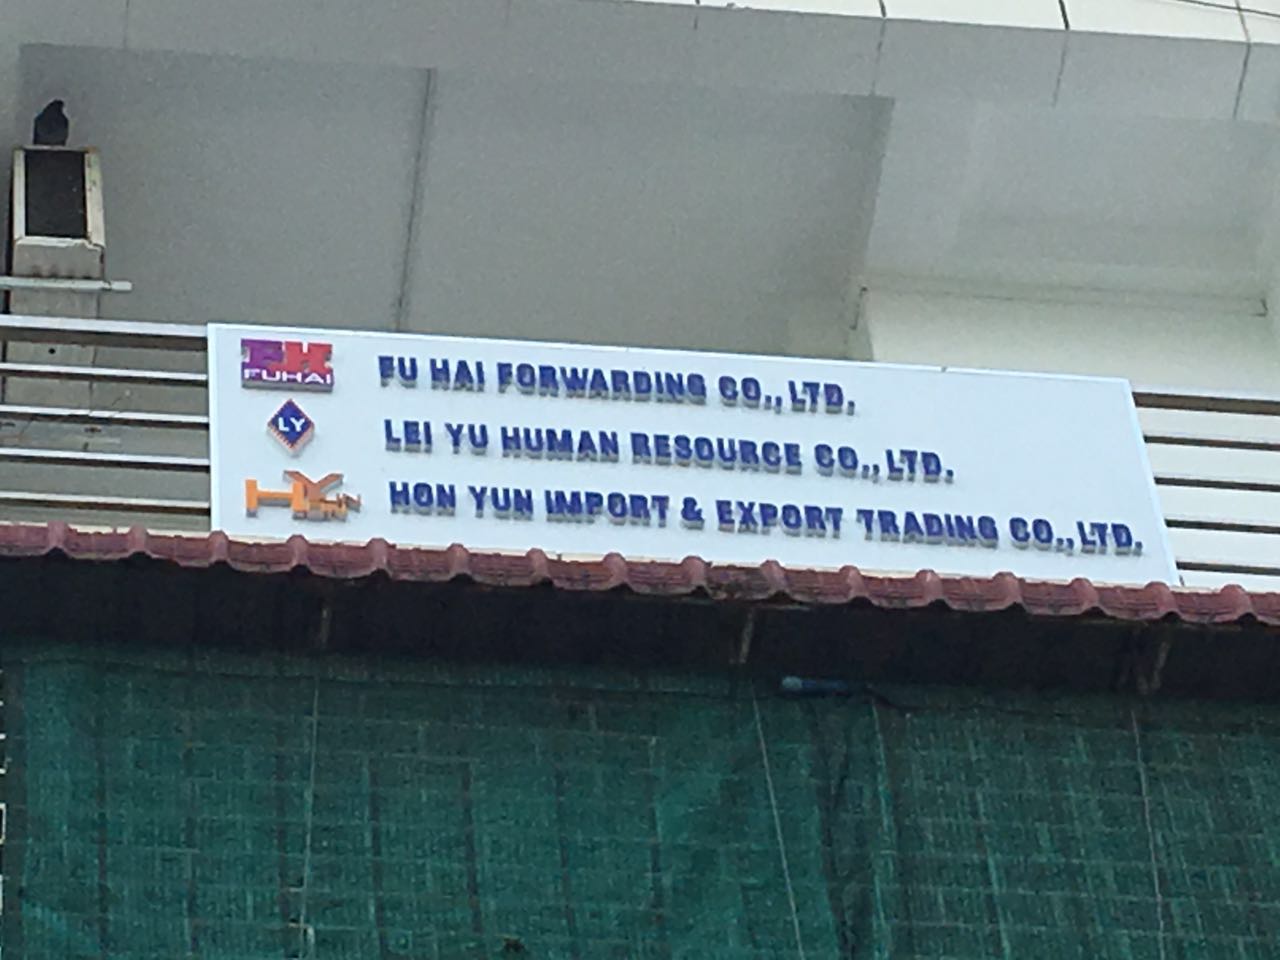 FH
FUHAI
FU HAI FORWARDING CO., LTD.
LY
LEI YU HUMAN RESOURCE CO., LTD.
HY
HON YUN IMPORT & EXPORT TRADING CO., LTD.